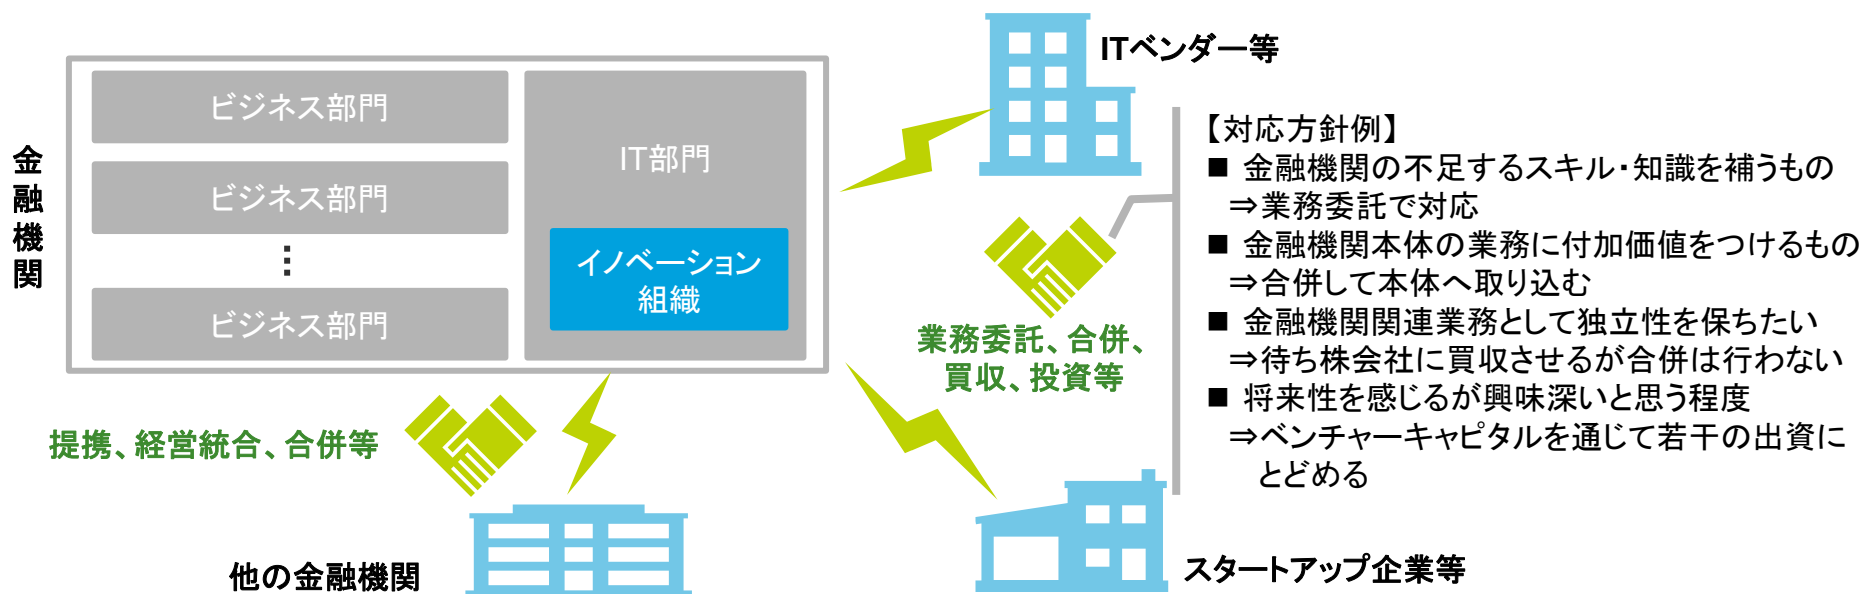 金融機関
ビジネス部門
ビジネス部門
⋮
ビジネス部門
IT部門
イノベーション
組織
ITベンダー等
【対応方針例】
■ 金融機関の不足するスキル・知識を補うもの
⇒業務委託で対応
■ 金融機関本体の業務に付加価値をつけるもの
⇒合併して本体へ取り込む
■ 金融機関関連業務として独立性を保ちたい
⇒待ち株会社に買収させるが合併は行わない
■ 将来性を感じるが興味深いと思う程度
⇒ベンチャーキャピタルを通じて若干の出資に
とどめる
業務委託、合併、
買収、投資等
提携、経営統合、合併等
他の金融機関
スタートアップ企業等